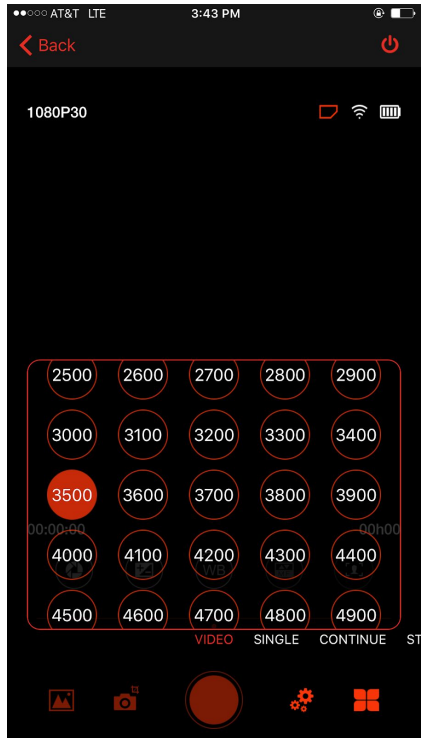 AT&T LTE 3:43 PM
Back
1080P30
2500 2600 2700 2800 2900
3000 3100 3200 3300 3400
3500 3600 3700 3800 3900
00:00:00 00h00
4000 4100 4200 4300 4400
WB
4500 4600 4700 4800 4900
VIDEO SINGLE CONTINUE ST